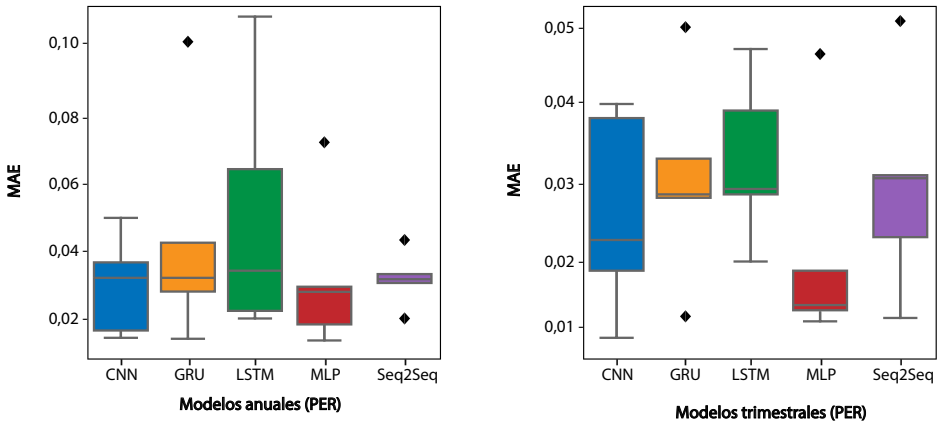 MAE
0,10
0,08
0,06
0,04
0,02
CNN GRU LSTM MLP Seq2Seq
Modelos anuales (PER)
MAE
0,05
0,04
0,03
0,02
0,01
CNN GRU LSTM MLP Seq2Seq
Modelos trimestrales (PER)